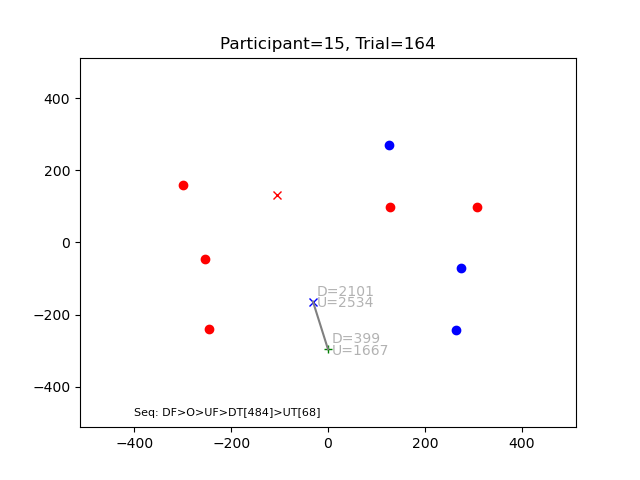 Participant=15, Trial=164
400
200
0
−200
−400
D=2101
U=2534
D=399
U=1667
Seq: DF>O>UF>DT[484]>UT[68]
−400 −200 0 200 400